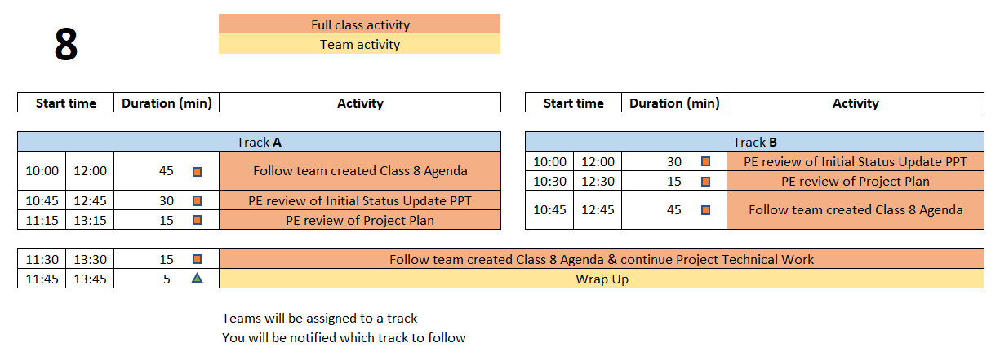 8
Full class activity
Team activity
Start time Duration (min) Activity
Start time Duration (min) Activity
Track A
10:00 12:00 45 Follow team created Class 8 Agenda
10:45 12:45 30 PE review of Initial Status Update PPT
11:15 13:15 15 PE review of Project Plan
Track B
10:00 12:00 30 PE review of Initial Status Update PPT
10:30 12:30 15 PE review of Project Plan
10:45 12:45 45 Follow team created Class 8 Agenda
11:30 13:30 15 Follow team created Class 8 Agenda & continue Project Technical Work
11:45 13:45 5 Wrap Up
Teams will be assigned to a track
You will be notified which track to follow